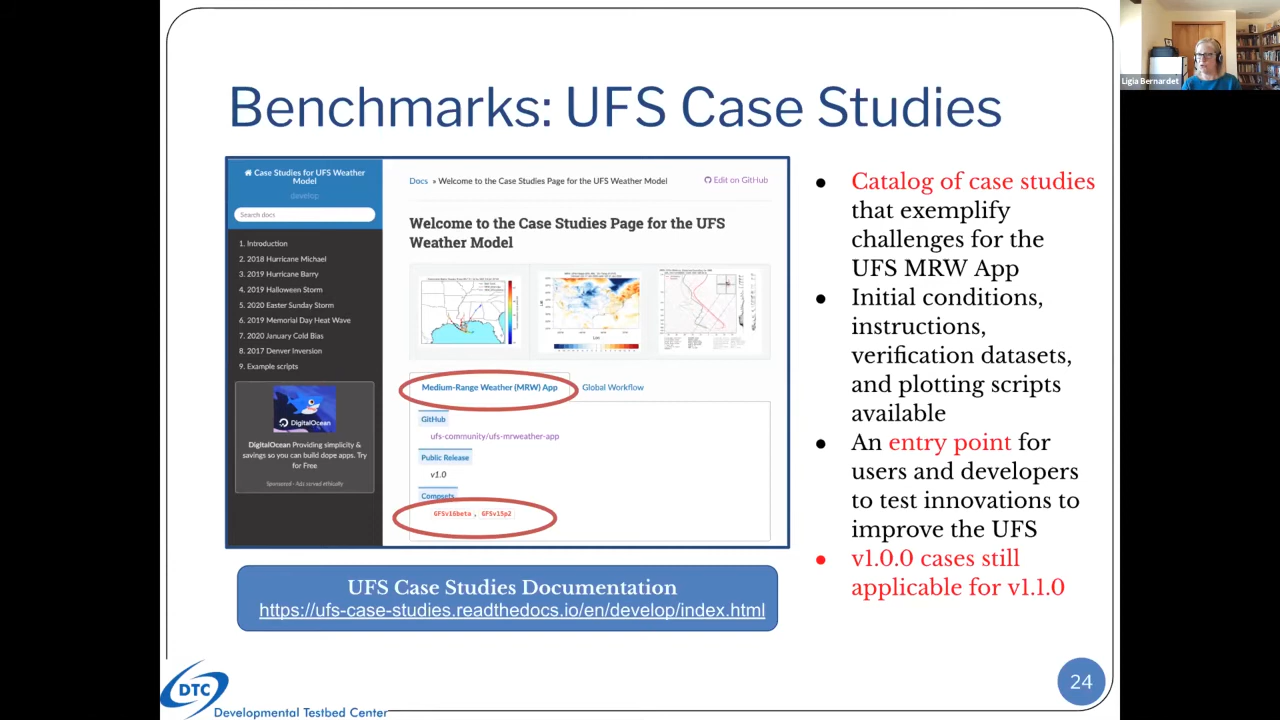 Ligia Bernardet
Benchmarks: UFS Case Studies
Case Studies for UFS Weather
Model
develop
Search docs
1. Introduction
2. 2018 Hurricane Michael
3. 2019 Hurricane Barry
4. 2019 Halloween Storm
5. 2020 Easter Sunday Storm
6. 2019 Memorial Day Heat Wave
7. 2020 January Cold Bias
8. 2017 Denver Inversion
9. Example scripts
DigitalOcean
DigitalOcean Providing simplicity &
savings so you can build dope apps. Try
for Free
Sponsored · Ads served ethically
Docs » Welcome to the Case Studies Page for the UFS Weather Model
Edit on GitHub
Welcome to the Case Studies Page for the UFS
Weather Model
Medium-Range Weather (MRW) App
Global Workflow
GitHub
ufs-community/ufs-mrweather-app
Public Release
v1.0
Compsets
GFSv16beta , GFSv15p2
UFS Case Studies Documentation
https://ufs-case-studies.readthedocs.io/en/develop/index.html
● Catalog of case studies
that exemplify
challenges for the
UFS MRW App
● Initial conditions,
instructions,
verification datasets,
and plotting scripts
available
● An entry point for
users and developers
to test innovations to
improve the UFS
● v1.0.0 cases still
applicable for v1.1.0
DTC
Developmental Testbed Center
24